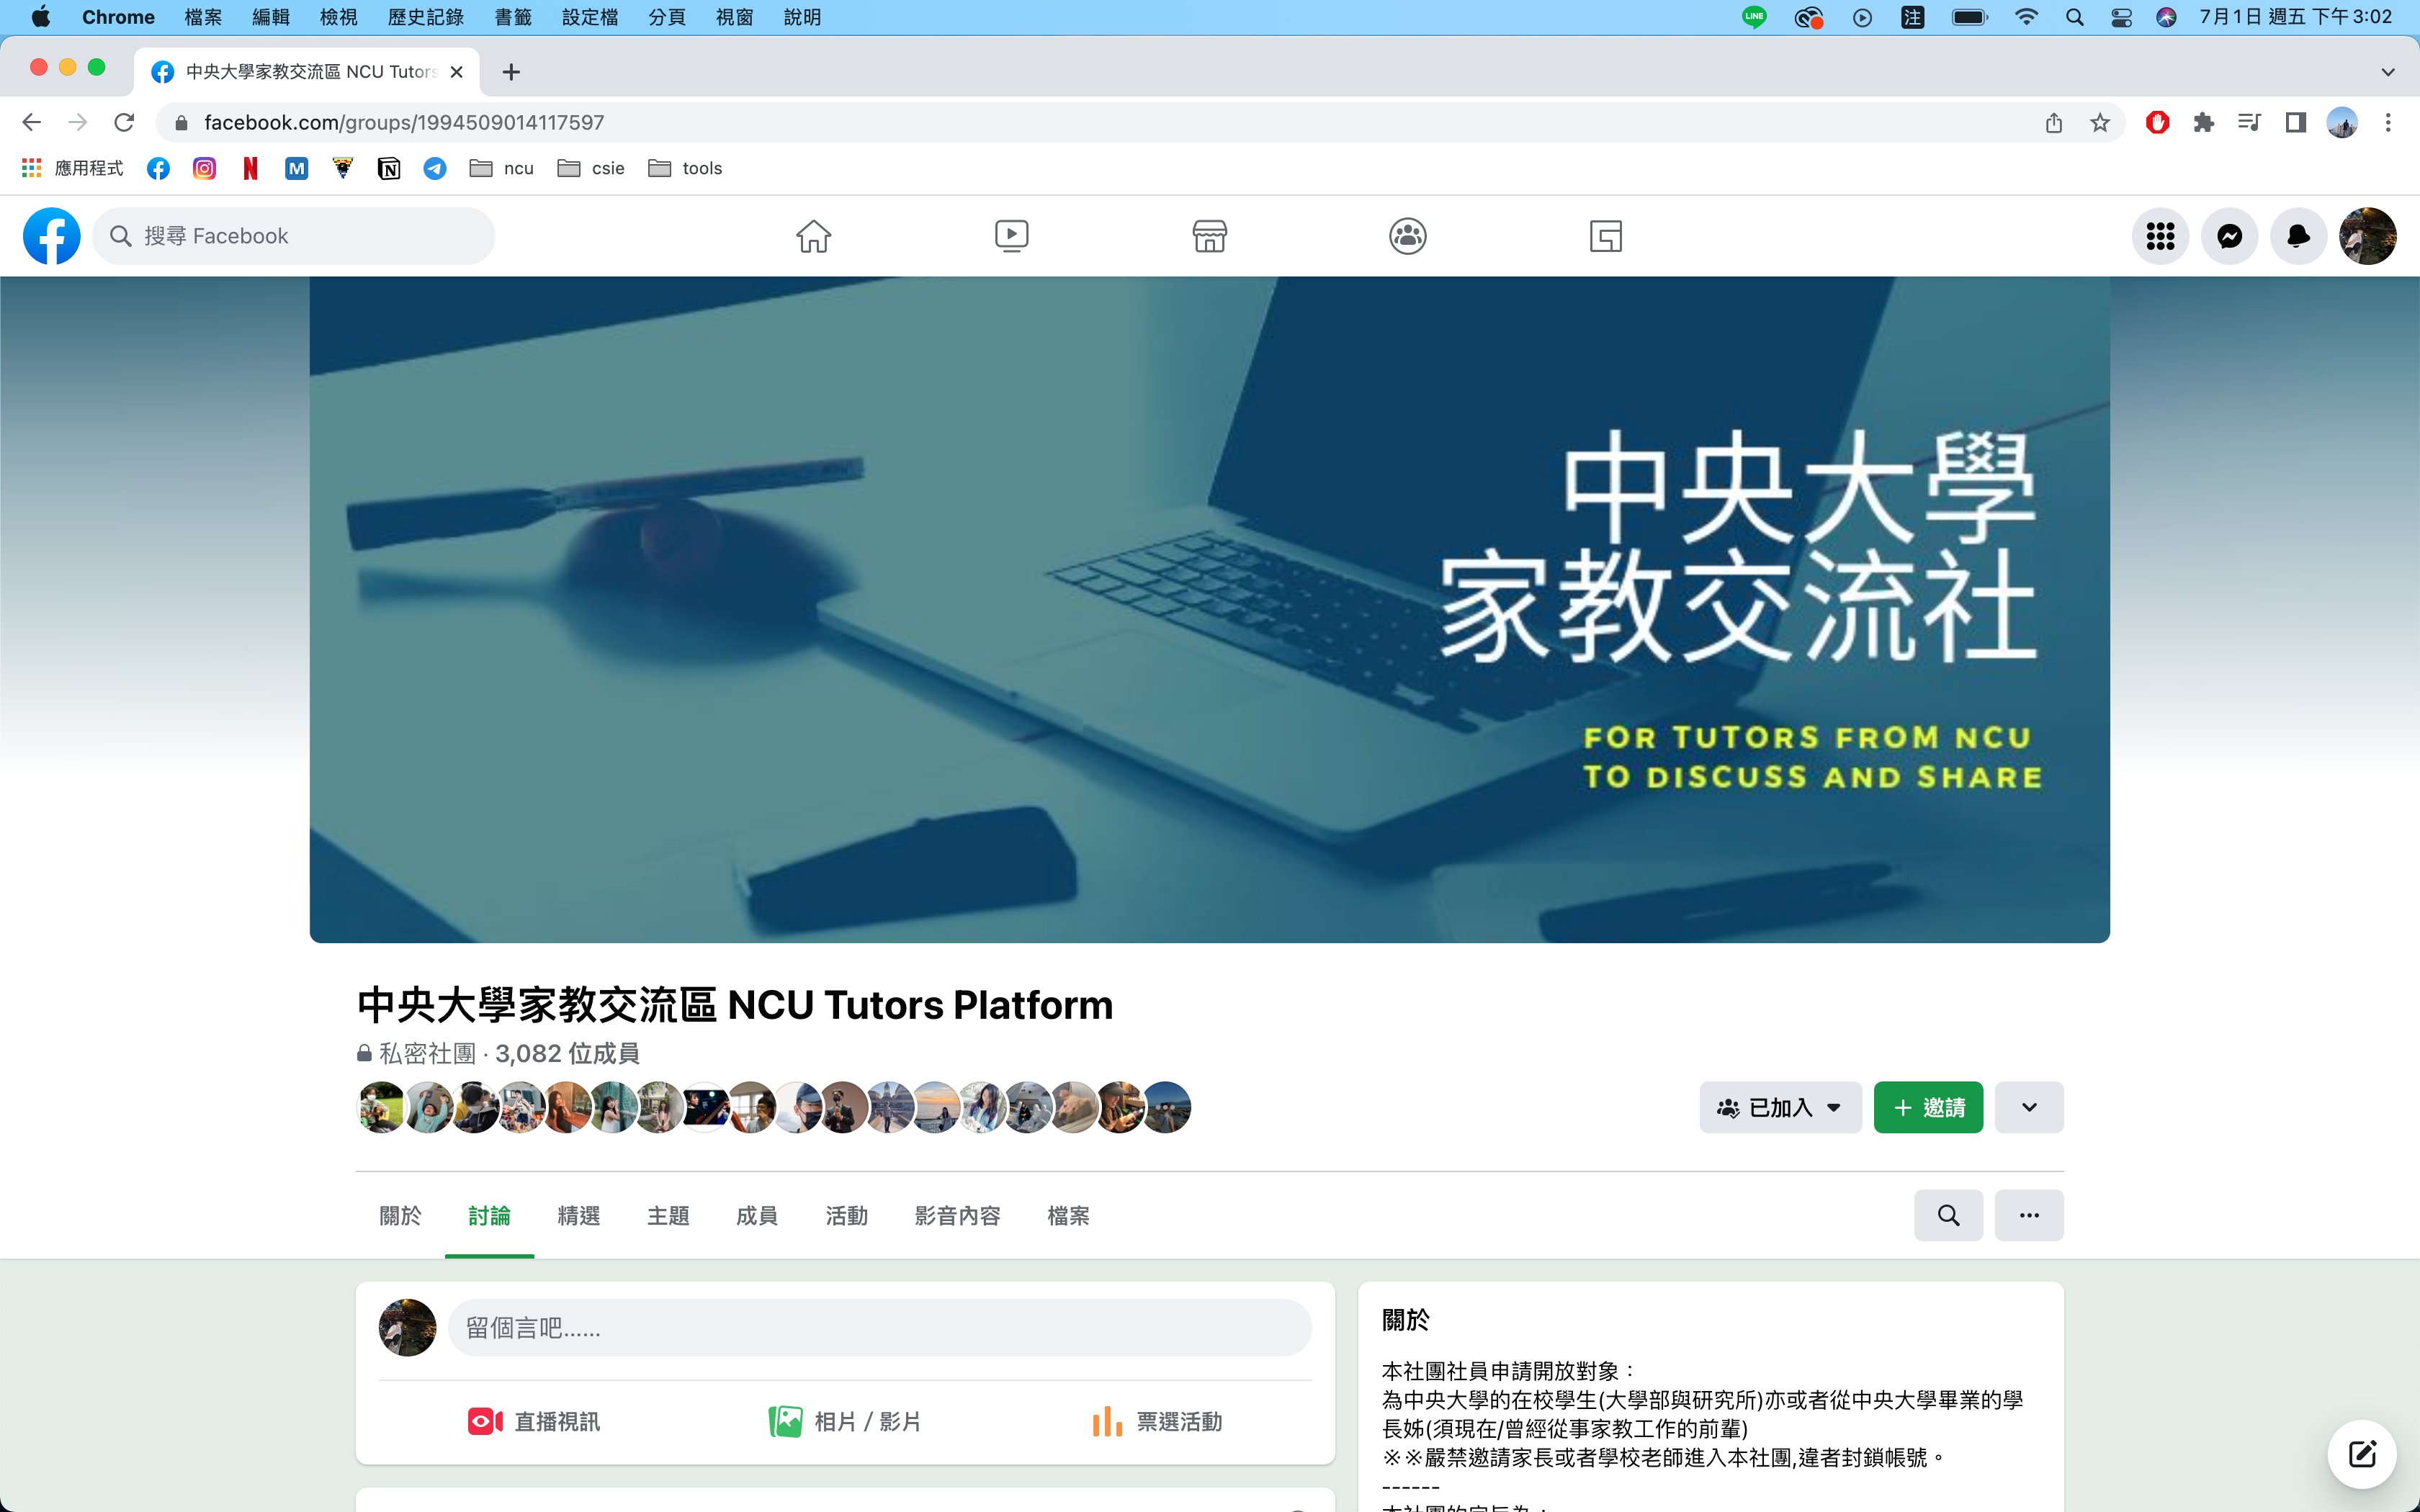 Chrome 檔案 編輯 檢視 歷史記錄 書籤 設定檔 分頁 視窗 說明 LINE 注 7月1日 週五 下午3:02
中央大學家教交流區 NCU Tutors
facebook.com/groups/1994509014117597
應用程式 ncu csie tools
搜尋 Facebook
中央大學
家教交流社
FOR TUTORS FROM NCU
TO DISCUSS AND SHARE
中央大學家教交流區 NCU Tutors Platform
私密社團 · 3,082 位成員
已加入 + 邀請
關於 討論 精選 主題 成員 活動 影音內容 檔案
留個言吧......
直播視訊 相片 / 影片 票選活動
關於
本社團社員申請開放對象：
為中央大學的在校學生(大學部與研究所)亦或者從中央大學畢業的學
長姊(須現在/曾經從事家教工作的前輩)
※※嚴禁邀請家長或者學校老師進入本社團,違者封鎖帳號。
------
本社團的宗旨為：